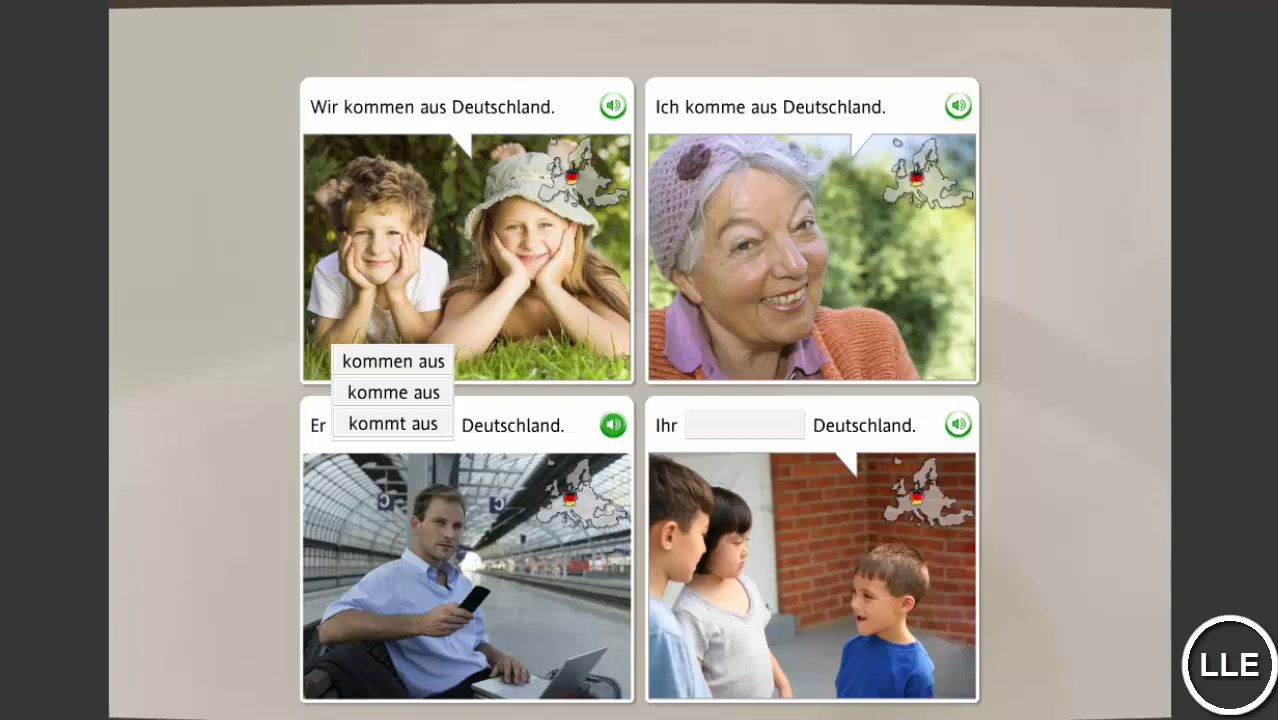 Wir kommen aus Deutschland.
Ich komme aus Deutschland.
kommen aus
komme aus
kommt aus
Er
Deutschland.
Ihr
Deutschland.
LLE